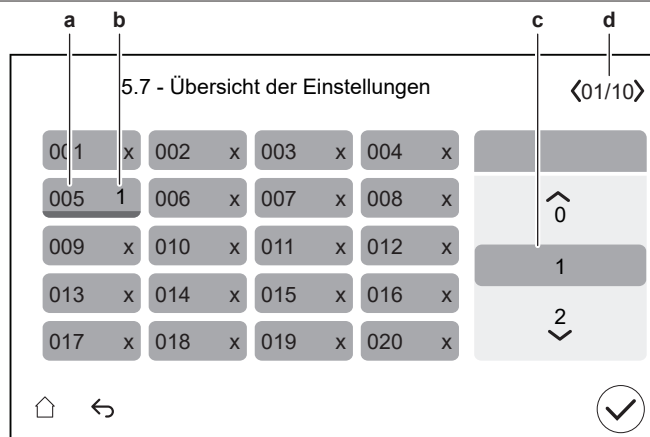 a b c d
5.7 - Übersicht der Einstellungen 01/10
001 x 002 x 003 x 004 x
005 1 006 x 007 x 008 x
0
009 x 010 x 011 x 012 x
1
013 x 014 x 015 x 016 x
2
017 x 018 x 019 x 020 x